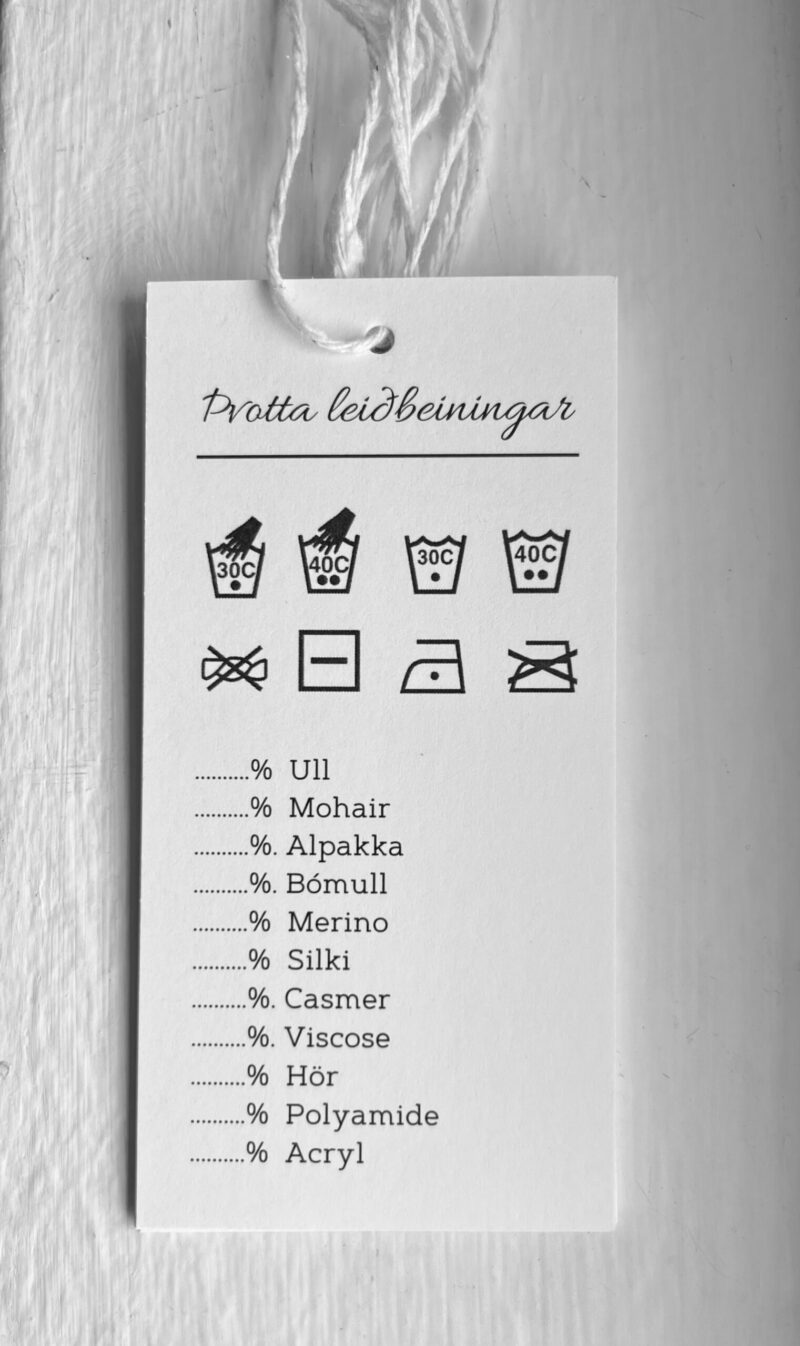 Þvotta leiðbeiningar
30C 40C 30C 40C
..........% Ull
..........% Mohair
..........%. Alpakka
..........%. Bómull
..........% Merino
..........% Silki
..........%. Casmer
..........%. Viscose
..........% Hör
..........% Polyamide
..........% Acryl